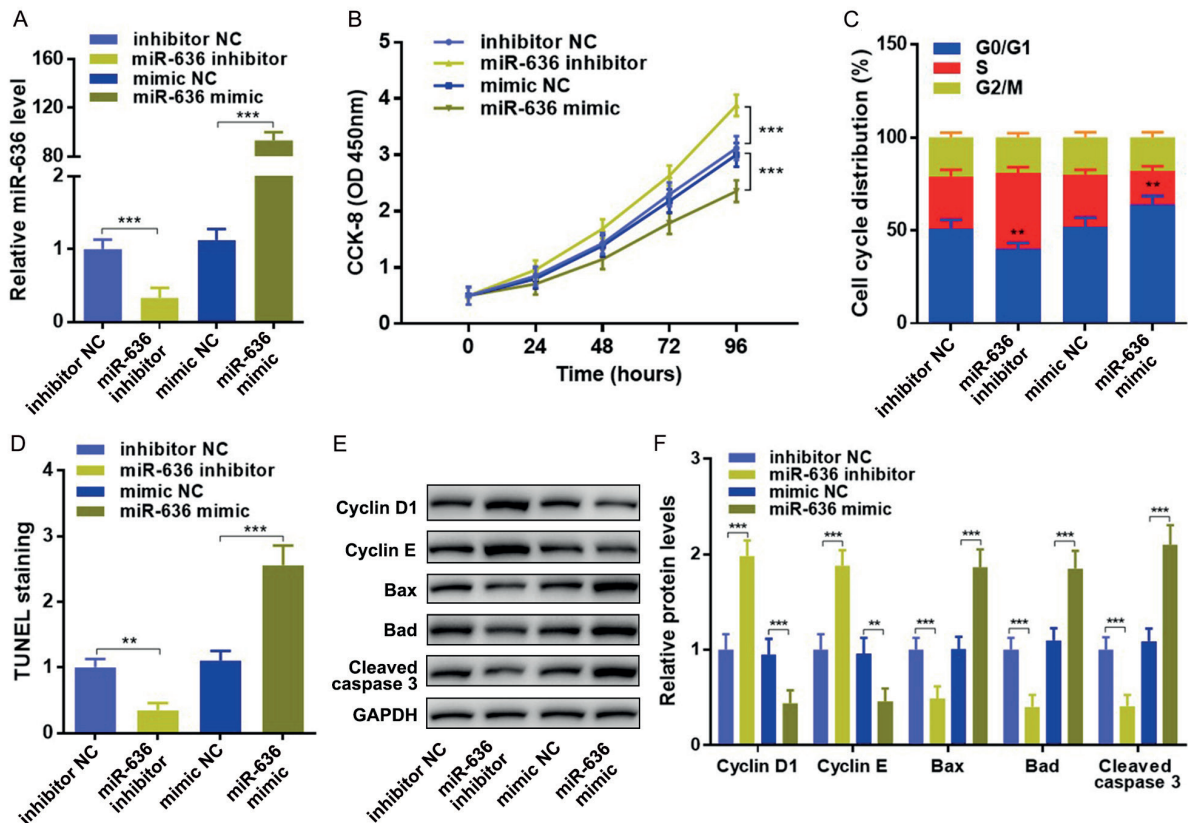 A
inhibitor NC
miR-636 inhibitor
mimic NC
miR-636 mimic
Relative miR-636 level
160
120
80
2
1
0
***
***
inhibitor NC
miR-636
inhibitor
mimic NC
miR-636
mimic
B
inhibitor NC
miR-636 inhibitor
mimic NC
miR-636 mimic
CCK-8 (OD 450nm)
5
4
3
2
1
0
***
***
0 24 48 72 96
Time (hours)
C
G0/G1
S
G2/M
Cell cycle distribution (%)
150
100
50
0
**
**
inhibitor NC
miR-636
inhibitor
mimic NC
miR-636
mimic
D
inhibitor NC
miR-636 inhibitor
mimic NC
miR-636 mimic
TUNEL staining
4
3
2
1
0
**
***
inhibitor NC
miR-636
inhibitor
mimic NC
miR-636
mimic
E
Cyclin D1
Cyclin E
Bax
Bad
Cleaved
caspase 3
GAPDH
inhibitor NC
miR-636
inhibitor
mimic NC
miR-636
mimic
F
inhibitor NC
miR-636 inhibitor
mimic NC
miR-636 mimic
Relative protein levels
3
2
1
0
*** *** *** ** *** *** *** *** *** ***
Cyclin D1 Cyclin E Bax Bad Cleaved
caspase 3